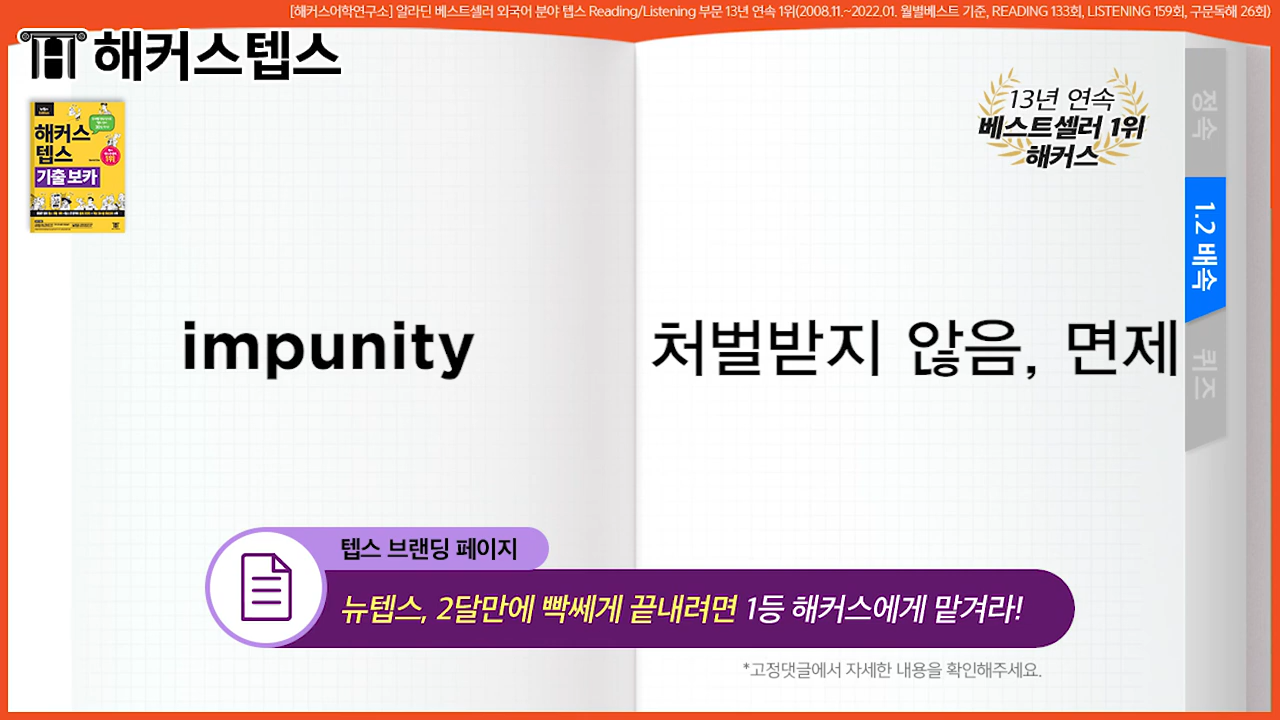 [해커스어학연구소] 알라딘 베스트셀러 외국어 분야 텝스 Reading/Listening 부문 13년 연속 1위(2008.11.~2022.01. 월별베스트 기준, READING 133회, LISTENING 159회, 구문독해 26회)
해커스텝스
해커스
텝스
기출 보카
13년 연속
베스트셀러 1위
해커스
정속
1.2 배속
퀴즈
impunity
처벌받지 않음, 면제
텝스 브랜딩 페이지
뉴텝스, 2달만에 빡쎄게 끝내려면 1등 해커스에게 맡겨라!
*고정댓글에서 자세한 내용을 확인해주세요.